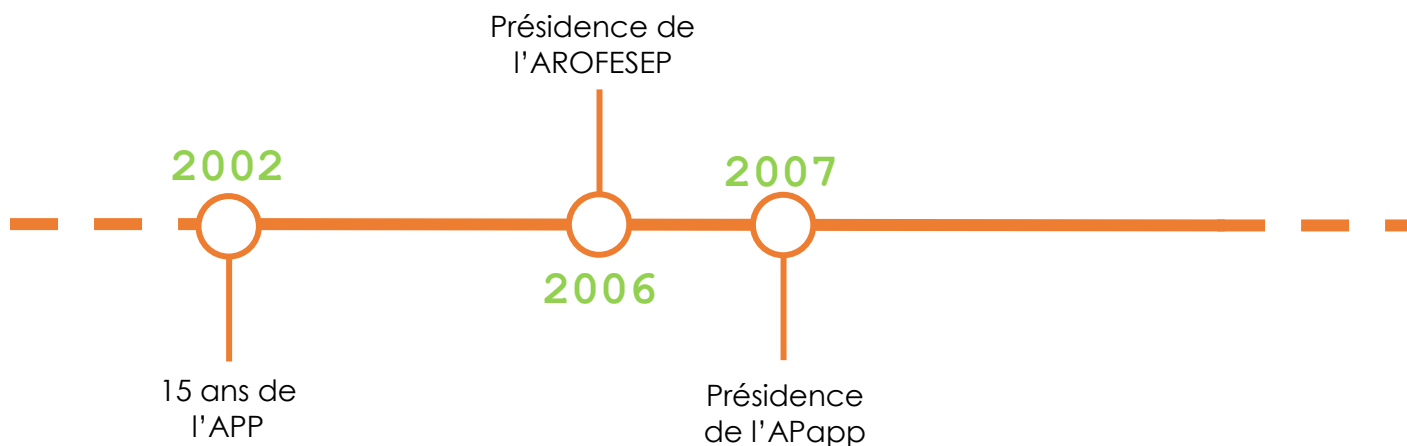 Présidence de
l’AROFESEP
2002
2007
2006
15 ans de
l’APP
Présidence
de l’APapp